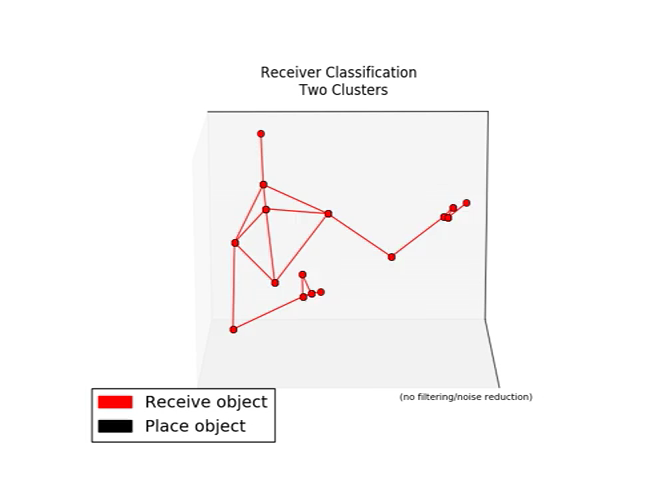 Receiver Classification
Two Clusters
(no filtering/noise reduction)
Receive object
Place object